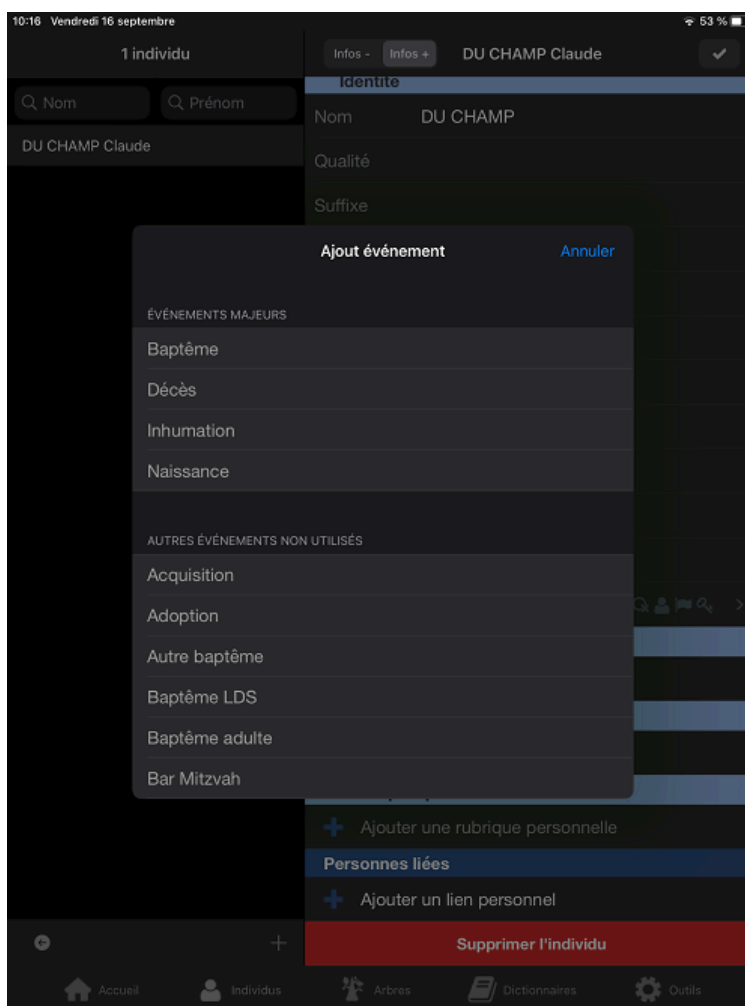 10:16 Vendredi 16 septembre
53 %
1 individu
Infos - Infos + DU CHAMP Claude
Identité
Nom Prénom
Nom DU CHAMP
DU CHAMP Claude
Qualité
Suffixe
Ajout événement Annuler
ÉVÉNEMENTS MAJEURS
Baptême
Décès
Inhumation
Naissance
AUTRES ÉVÉNEMENTS NON UTILISÉS
Acquisition
Adoption
Autre baptême
Baptême LDS
Baptême adulte
Bar Mitzvah
Ajouter une rubrique personnelle
Personnes liées
Ajouter un lien personnel
Supprimer l'individu
Accueil Individus Arbres Dictionnaires Outils